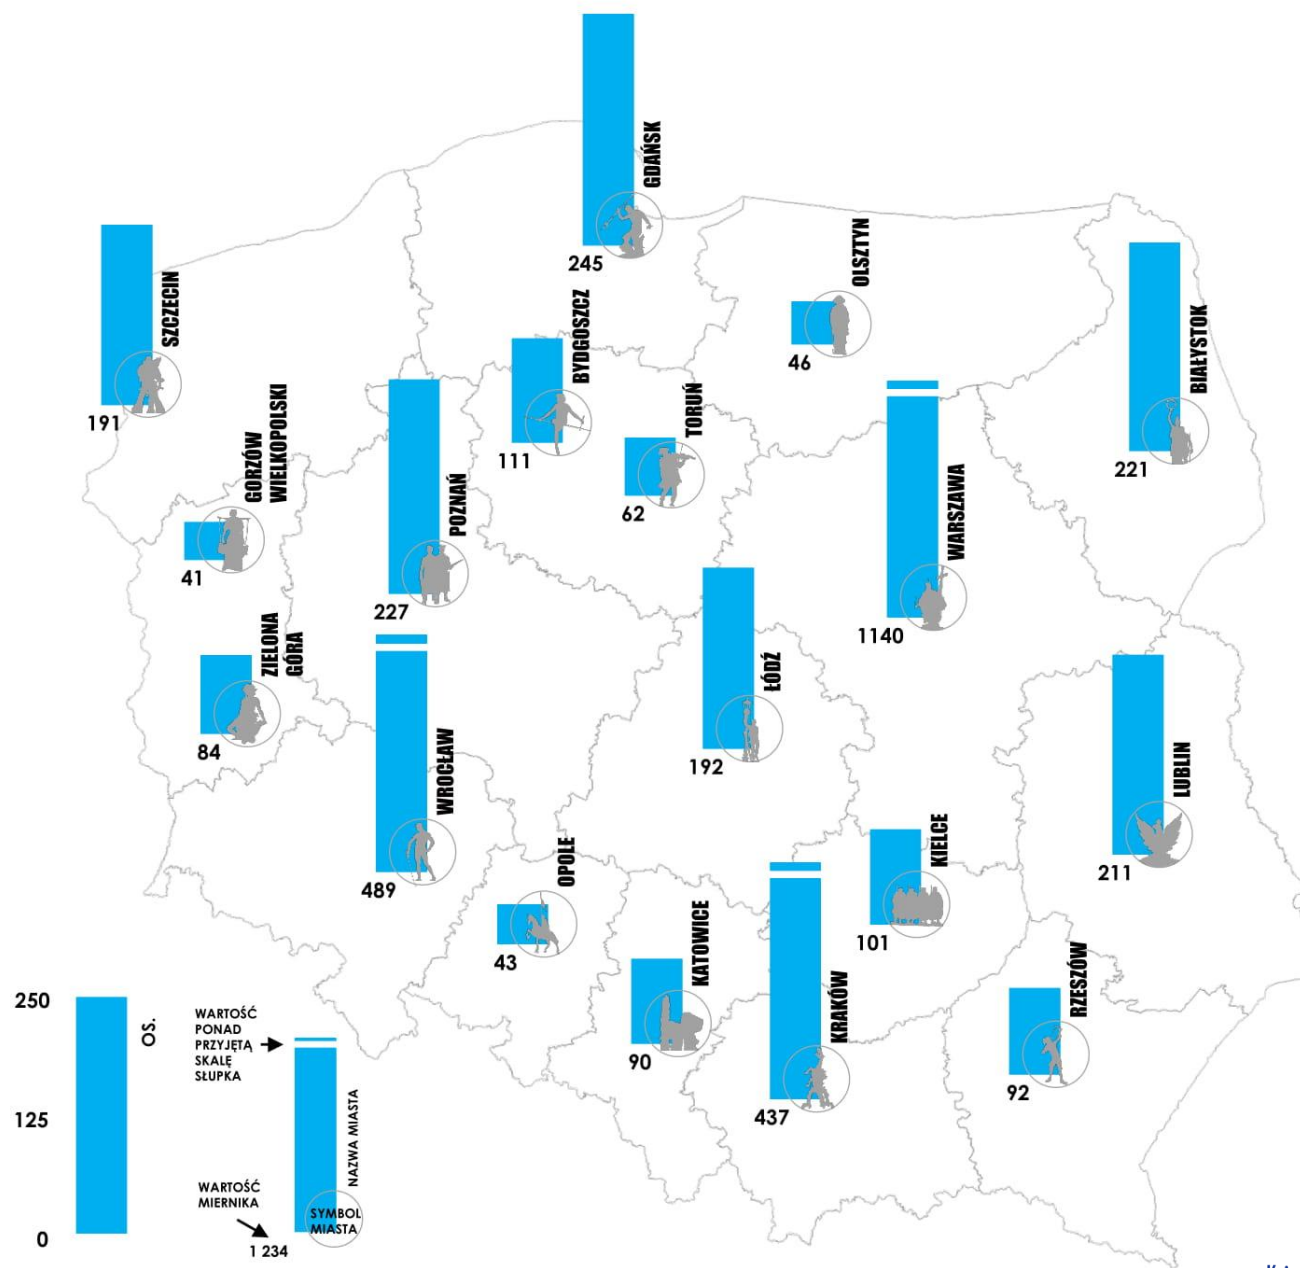 GDAŃSK
245
SZCZECIN
191
OLSZTYN
46
BIAŁYSTOK
221
BYDGOSZCZ
111
TORUŃ
62
GORZÓW
WIELKOPOLSKI
41
POZNAŃ
227
WARSZAWA
1140
ZIELONA
GÓRA
84
WROCŁAW
489
ŁÓDŹ
192
LUBLIN
211
OPOLE
43
KIELCE
101
KATOWICE
90
KRAKÓW
437
RZESZÓW
92
250
125
0
OS.
WARTOŚĆ
PONAD
PRZYJĘTĄ
SKALĘ
SŁUPKA
NAZWA MIASTA
WARTOŚĆ
MIERNIKA
SYMBOL
MIASTA
1 234